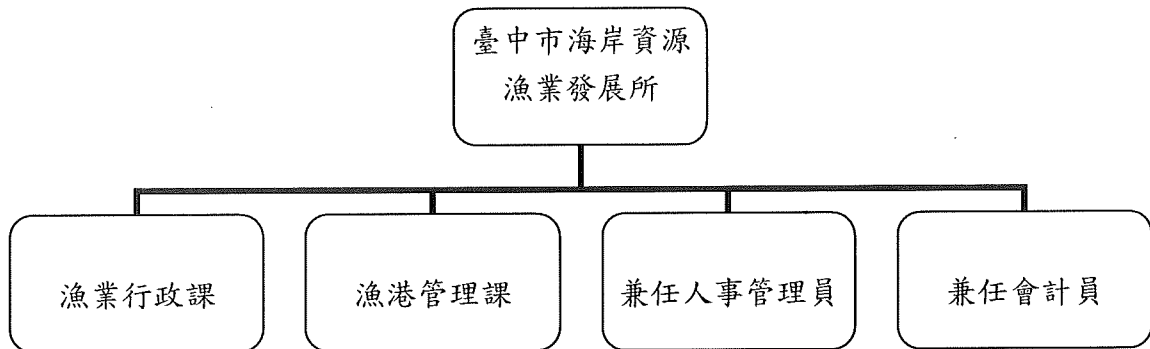 臺中市海岸資源
漁業發展所
漁業行政課
漁港管理課
兼任人事管理員
兼任會計員